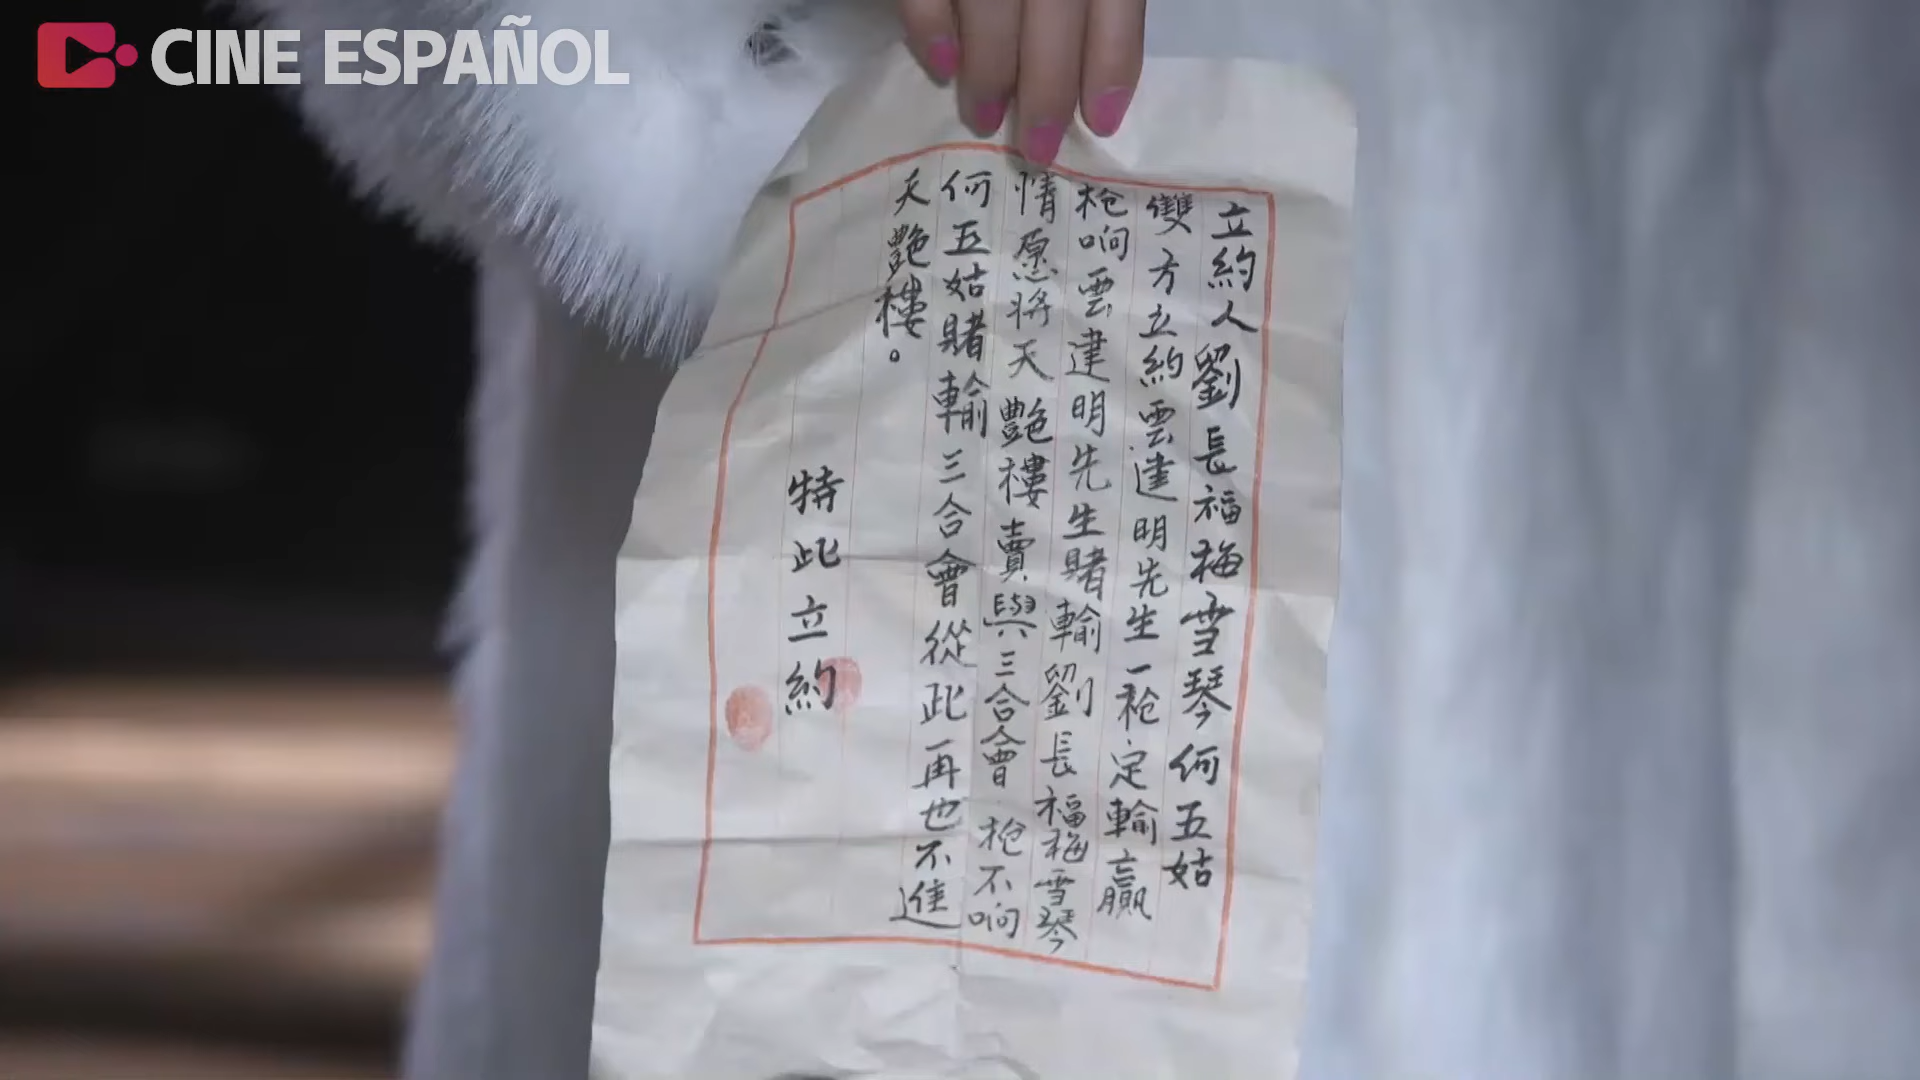 CINE ESPAÑOL
立約人劉長福梅雪琴何五姑
雙方立約雲建明先生一枪定輸贏
枪响雲建明先生賭輸劉長福梅雪琴
情愿將天艷樓賣與三合會枪不响
何五姑賭輸三合會從此再也不進
天艷樓。
特此立約